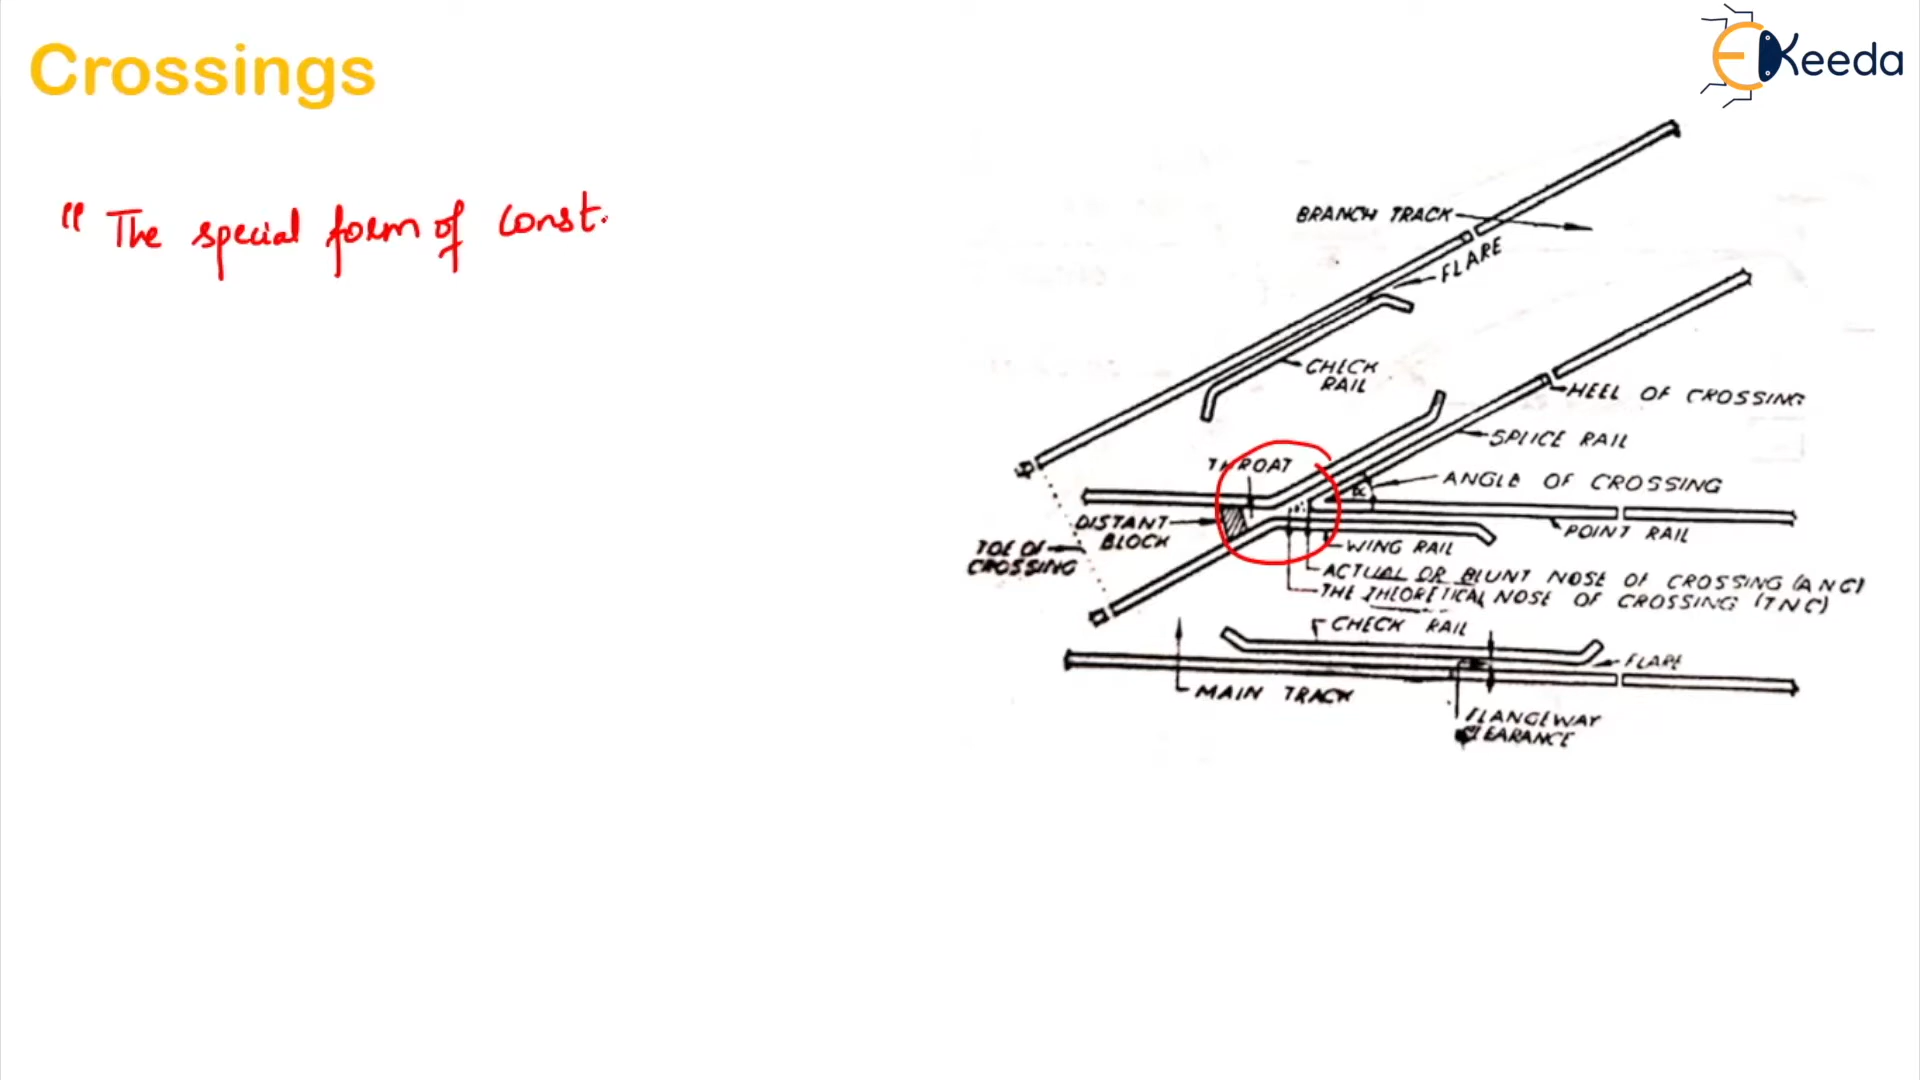 Crossings
EKeeda
" The special form of const.
BRANCH TRACK
FLARE
CHECK
RAIL
HEEL OF CROSSING
SPLICE RAIL
THROAT
ANGLE OF CROSSING
α
DISTANT
BLOCK
POINT RAIL
TOE OF
CROSSING
WING RAIL
ACTUAL OR BLUNT NOSE OF CROSSING (ANC)
THE THEORETICAL NOSE OF CROSSING (TNC)
CHECK RAIL
FLARE
MAIN TRACK
FLANGEWAY
CLEARANCE